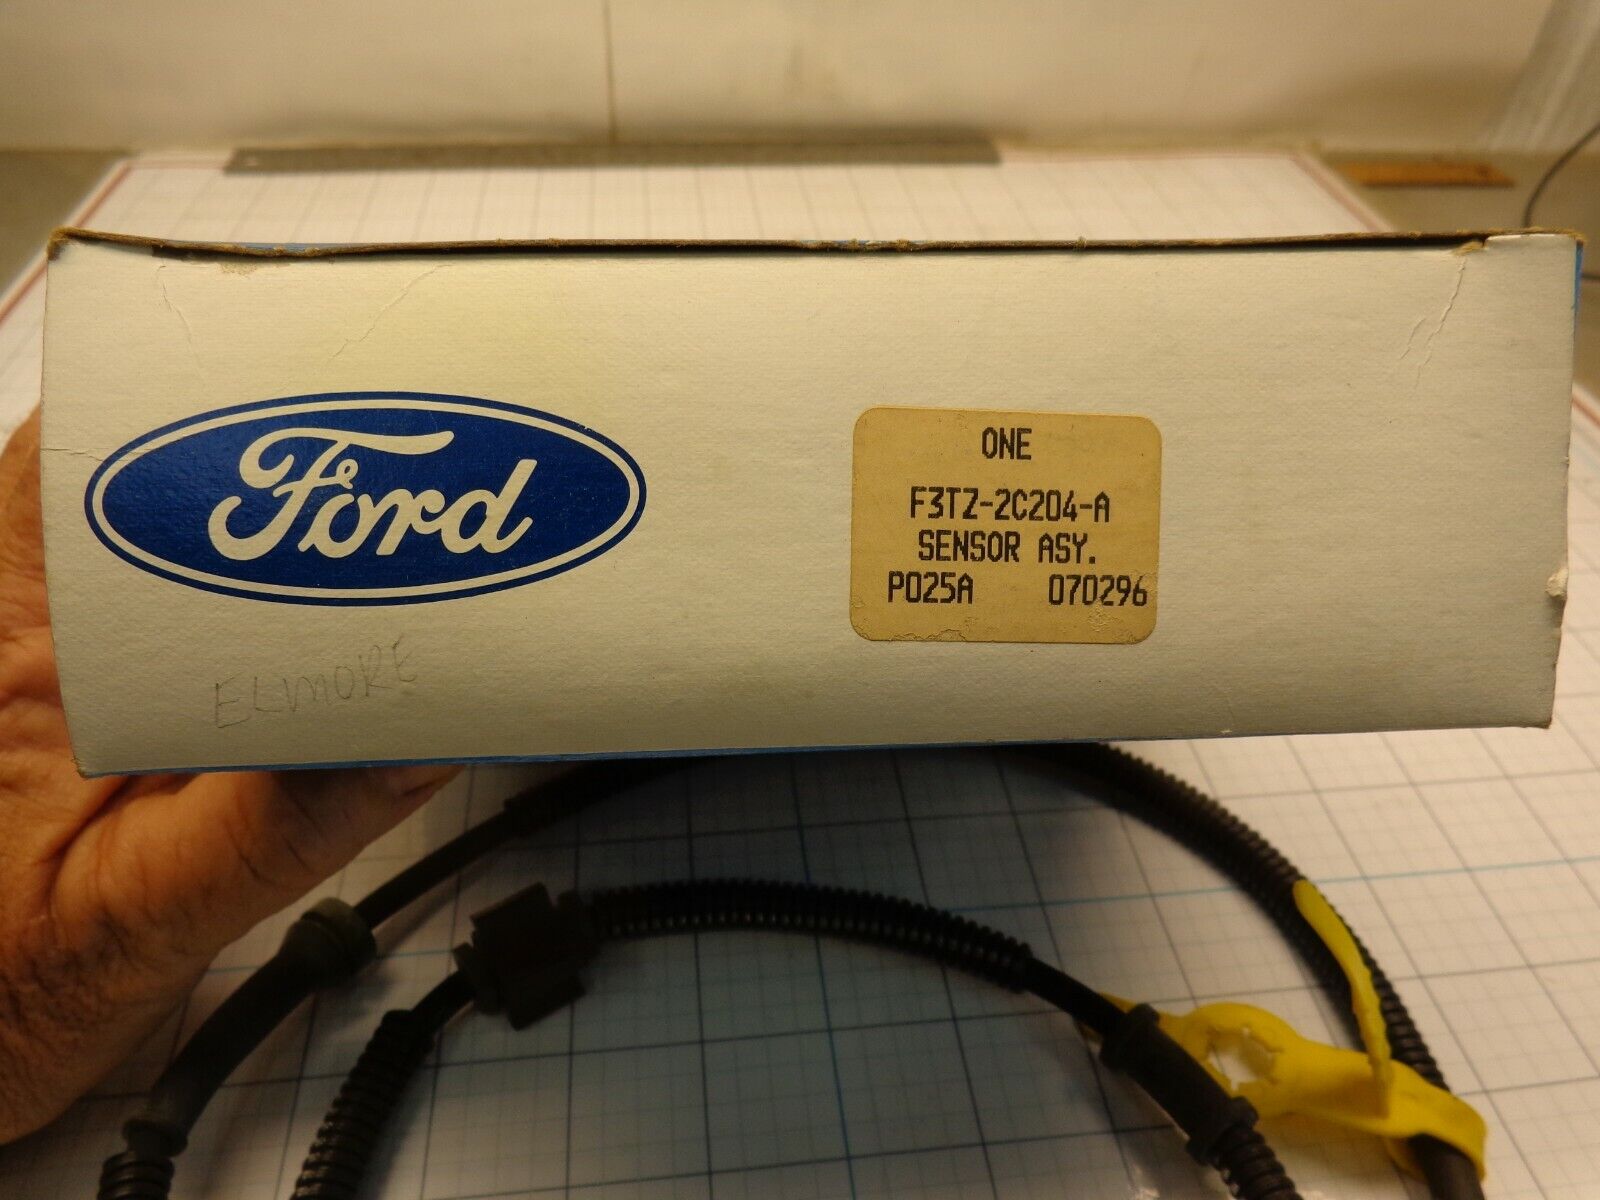 Ford
ONE
F3TZ-2C204-A
SENSOR ASY.
P025A 070296
ELMORE